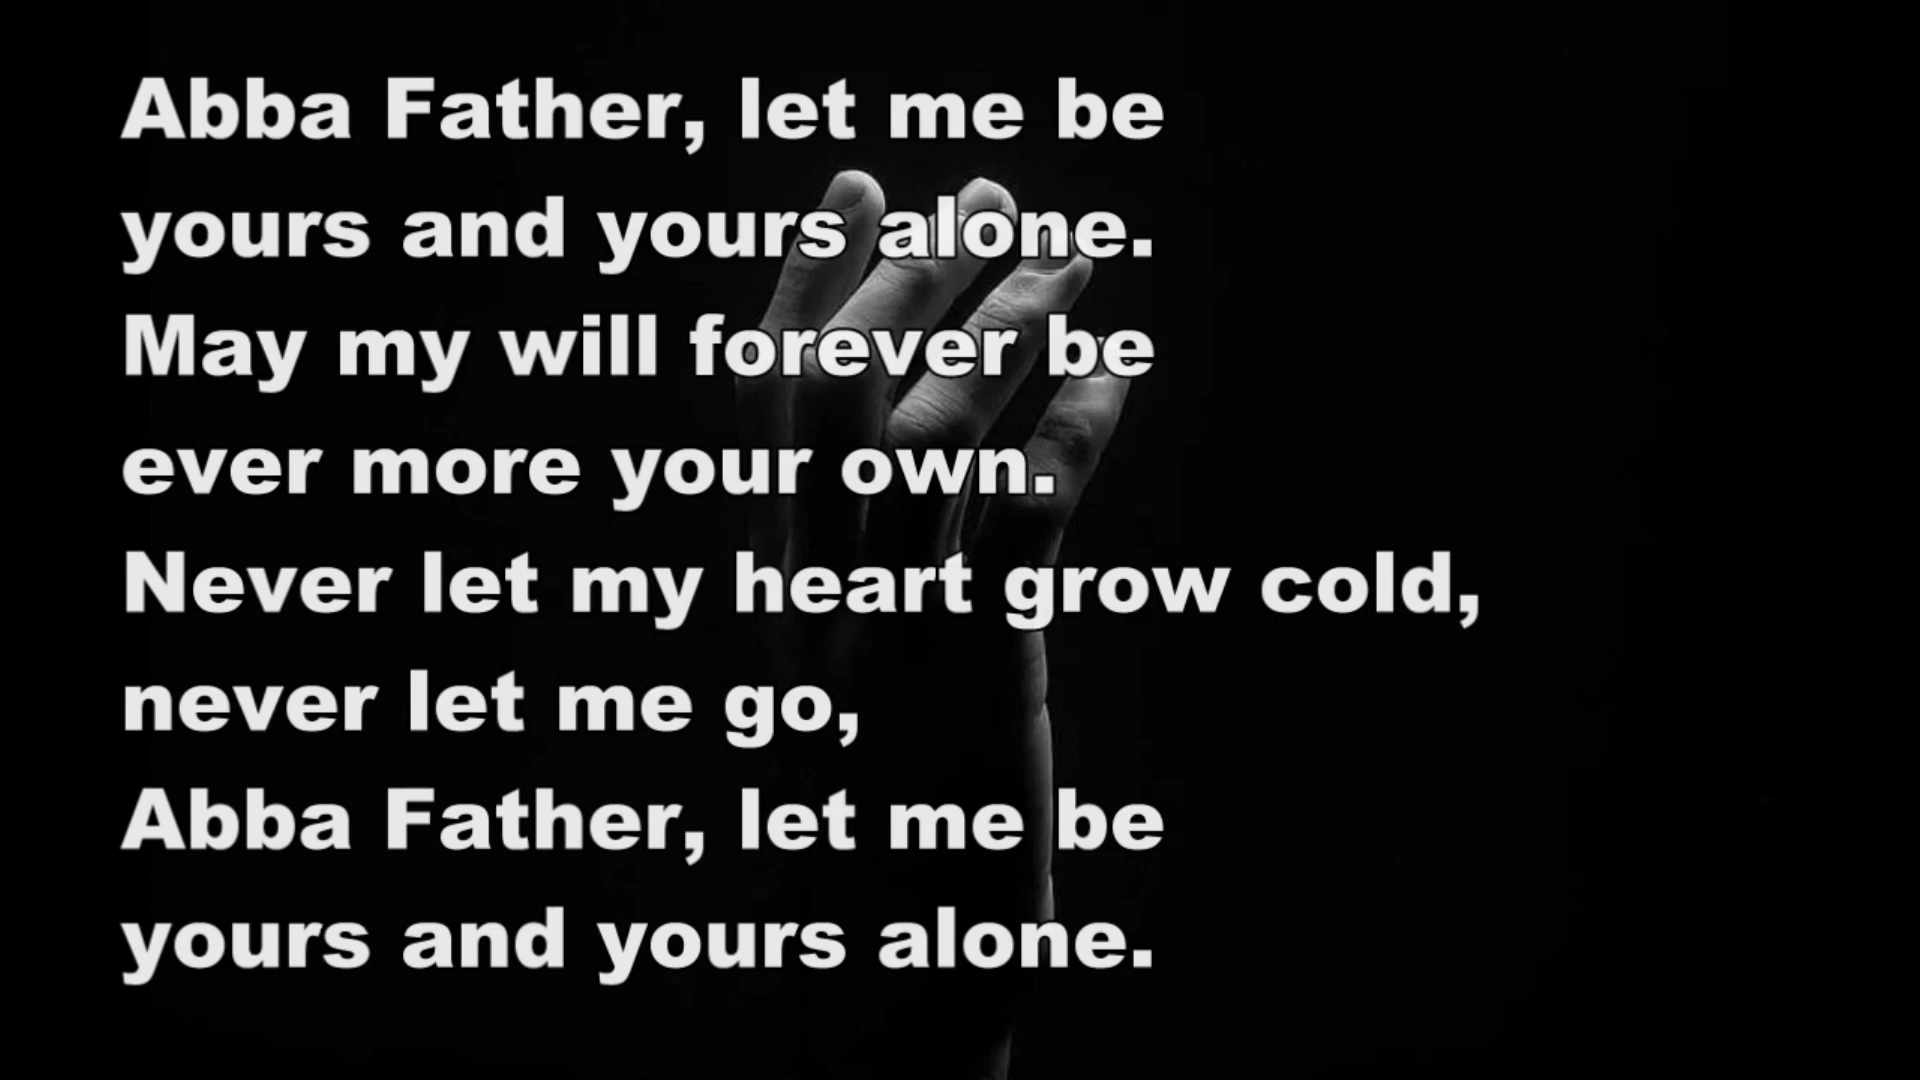 Abba Father, let me be
yours and yours alone.
May my will forever be
ever more your own.
Never let my heart grow cold,
never let me go,
Abba Father, let me be
yours and yours alone.